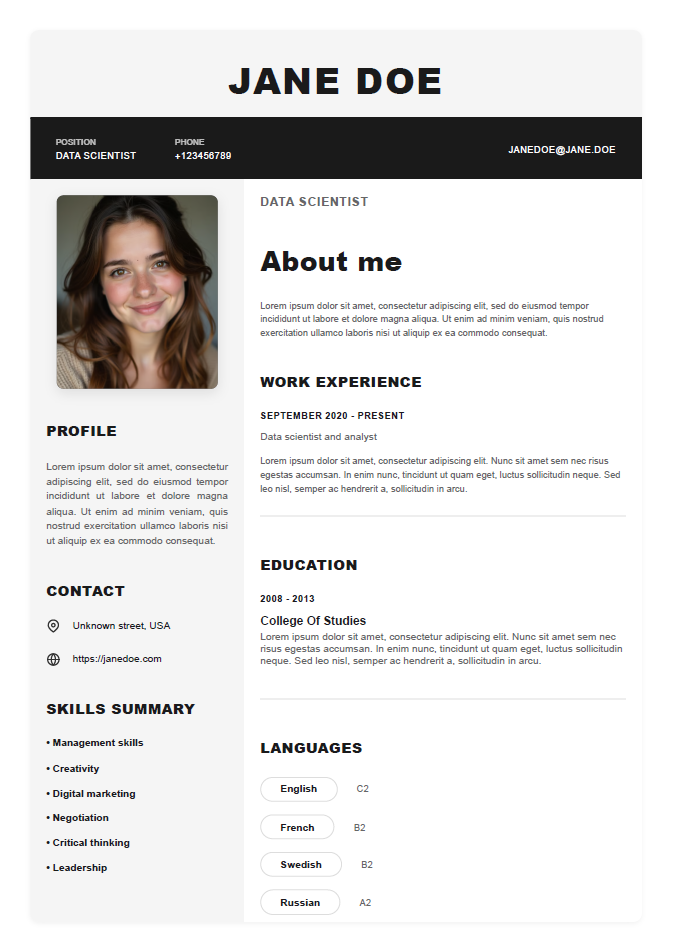 JANE DOE
POSITION
DATA SCIENTIST
PHONE
+123456789
JANEDOE@JANE.DOE
PROFILE
Lorem ipsum dolor sit amet, consectetur
adipiscing elit, sed do eiusmod tempor
incididunt ut labore et dolore magna
aliqua. Ut enim ad minim veniam, quis
nostrud exercitation ullamco laboris nisi
ut aliquip ex ea commodo consequat.
CONTACT
Unknown street, USA
https://janedoe.com
SKILLS SUMMARY
• Management skills
• Creativity
• Digital marketing
• Negotiation
• Critical thinking
• Leadership
DATA SCIENTIST
About me
Lorem ipsum dolor sit amet, consectetur adipiscing elit, sed do eiusmod tempor
incididunt ut labore et dolore magna aliqua. Ut enim ad minim veniam, quis nostrud
exercitation ullamco laboris nisi ut aliquip ex ea commodo consequat.
WORK EXPERIENCE
SEPTEMBER 2020 - PRESENT
Data scientist and analyst
Lorem ipsum dolor sit amet, consectetur adipiscing elit. Nunc sit amet sem nec risus
egestas accumsan. In enim nunc, tincidunt ut quam eget, luctus sollicitudin neque. Sed
leo nisl, semper ac hendrerit a, sollicitudin in arcu.
EDUCATION
2008 - 2013
College Of Studies
Lorem ipsum dolor sit amet, consectetur adipiscing elit. Nunc sit amet sem nec
risus egestas accumsan. In enim nunc, tincidunt ut quam eget, luctus sollicitudin
neque. Sed leo nisl, semper ac hendrerit a, sollicitudin in arcu.
LANGUAGES
English C2
French B2
Swedish B2
Russian A2